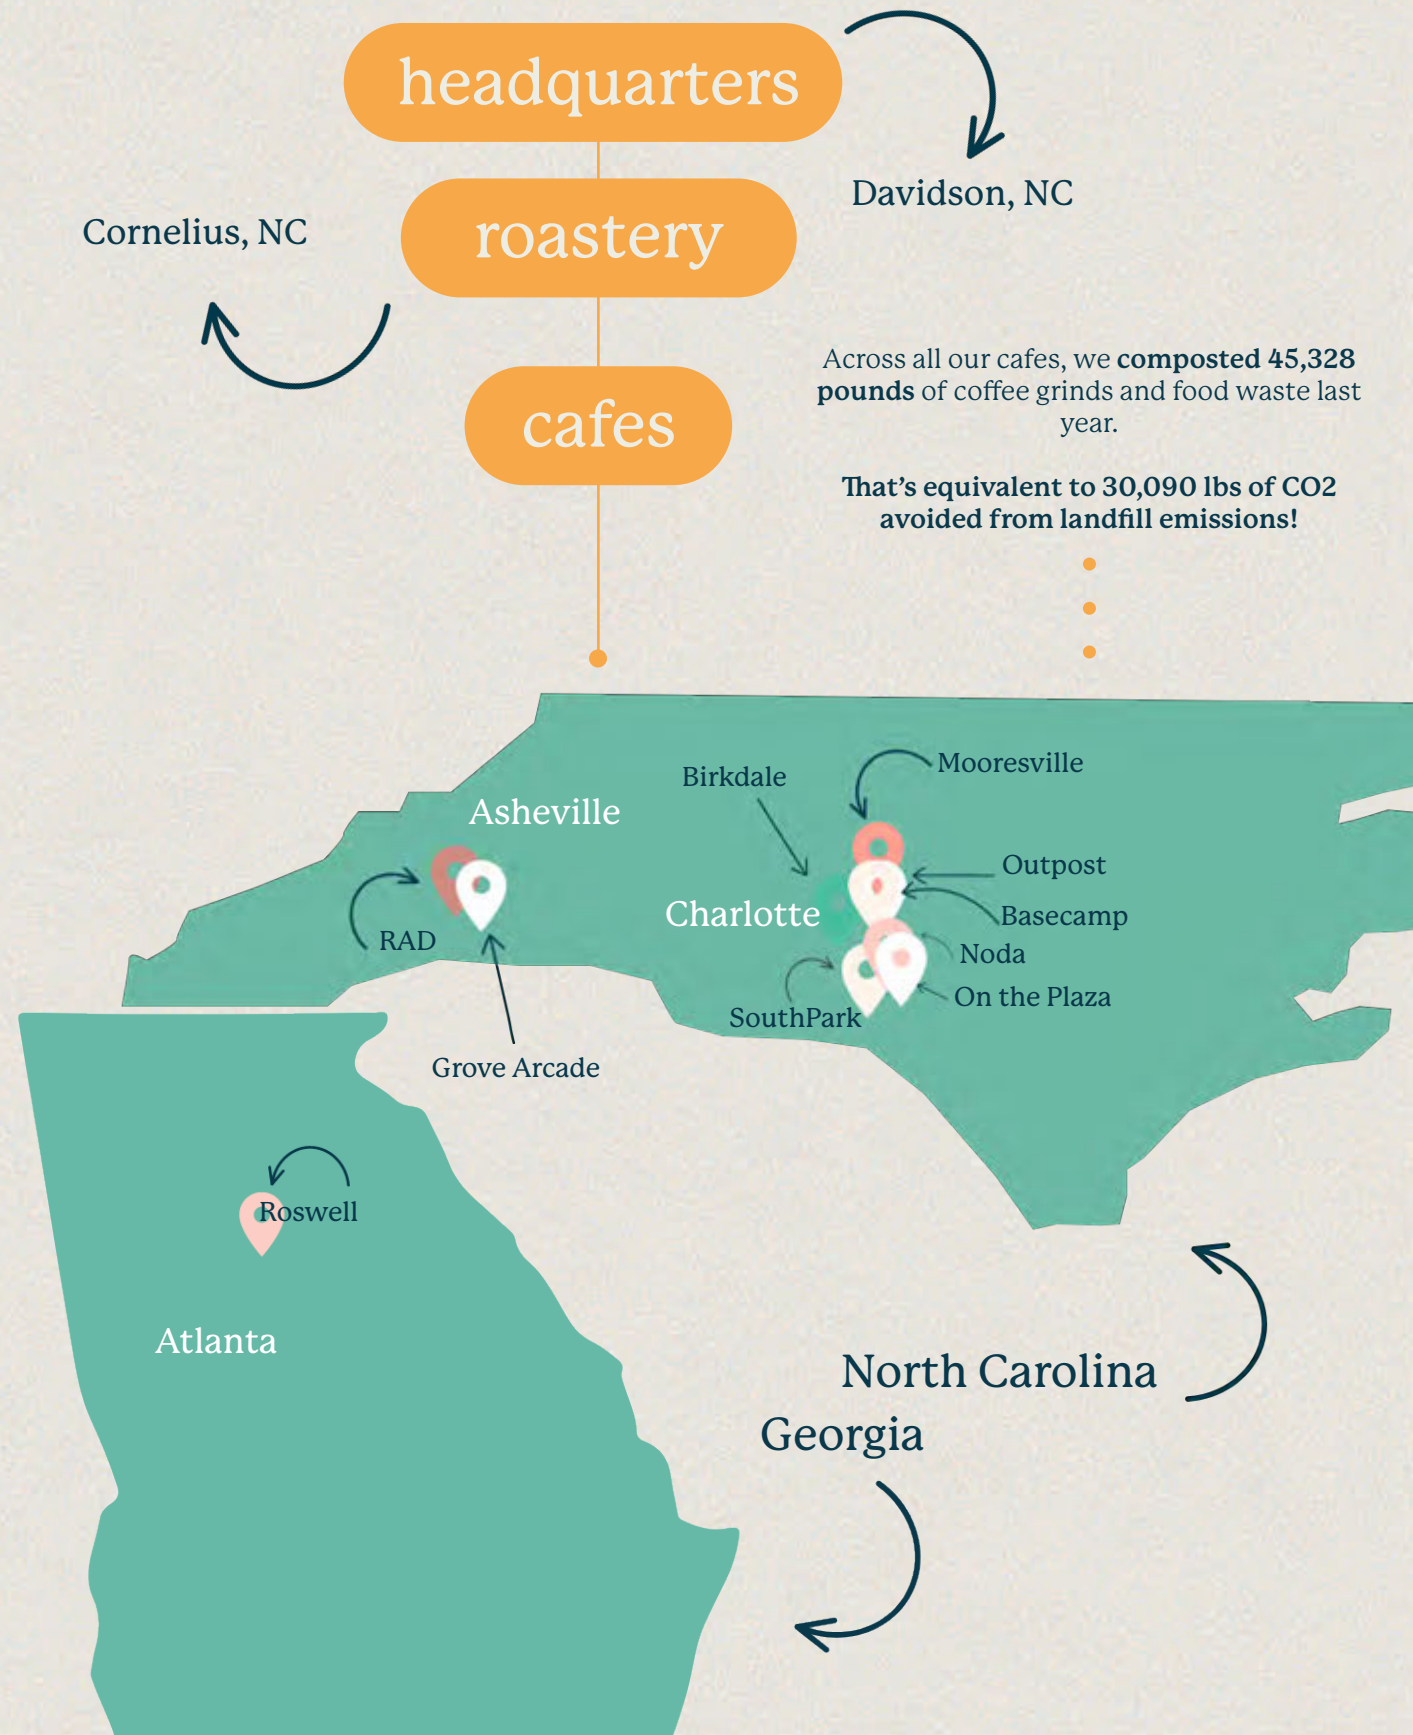 headquarters
Davidson, NC
roastery
Cornelius, NC
cafes
Across all our cafes, we composted 45,328
pounds of coffee grinds and food waste last
year.
That’s equivalent to 30,090 lbs of CO2
avoided from landfill emissions!
Mooresville
Birkdale
Asheville
Outpost
Charlotte
Basecamp
RAD
Noda
On the Plaza
SouthPark
Grove Arcade
Roswell
Atlanta
North Carolina
Georgia